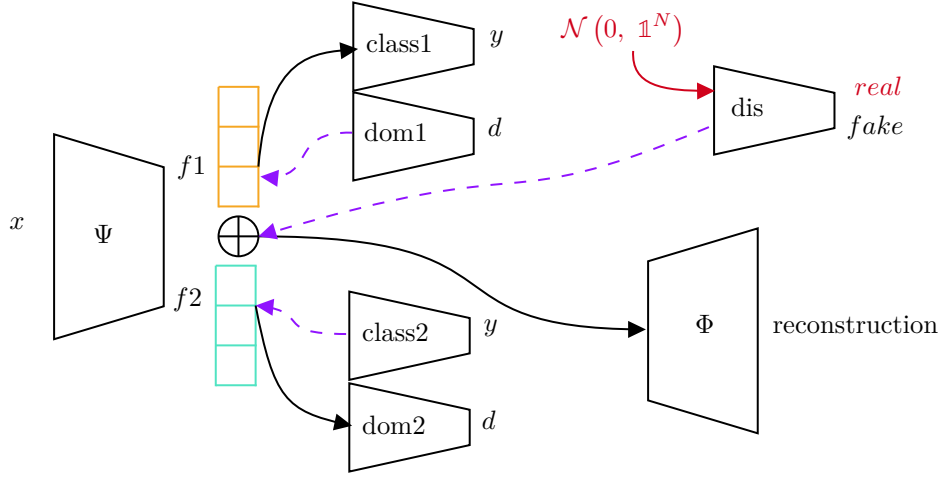 class1
y
𝒩 (0, 𝟙^N)
dis
real
fake
dom1
d
f1
x
Ψ
f2
class2
y
Φ
reconstruction
dom2
d